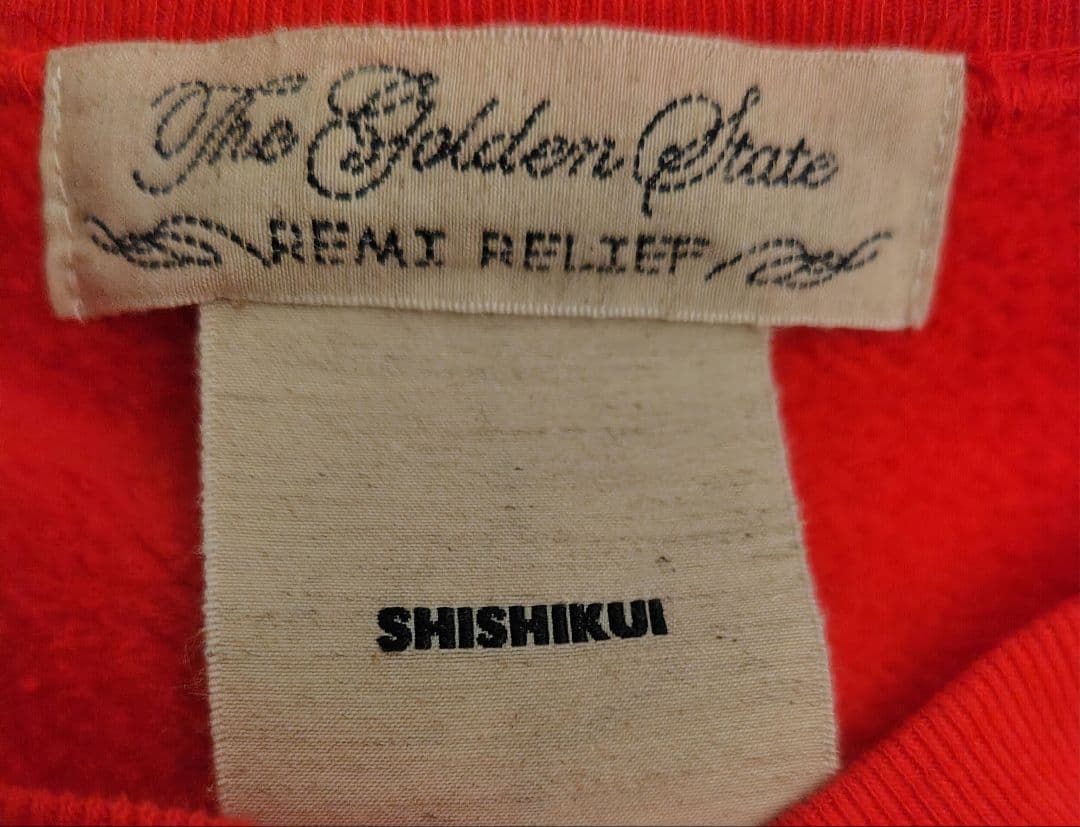 The Golden State
REMI RELIEF
SHISHIKUI